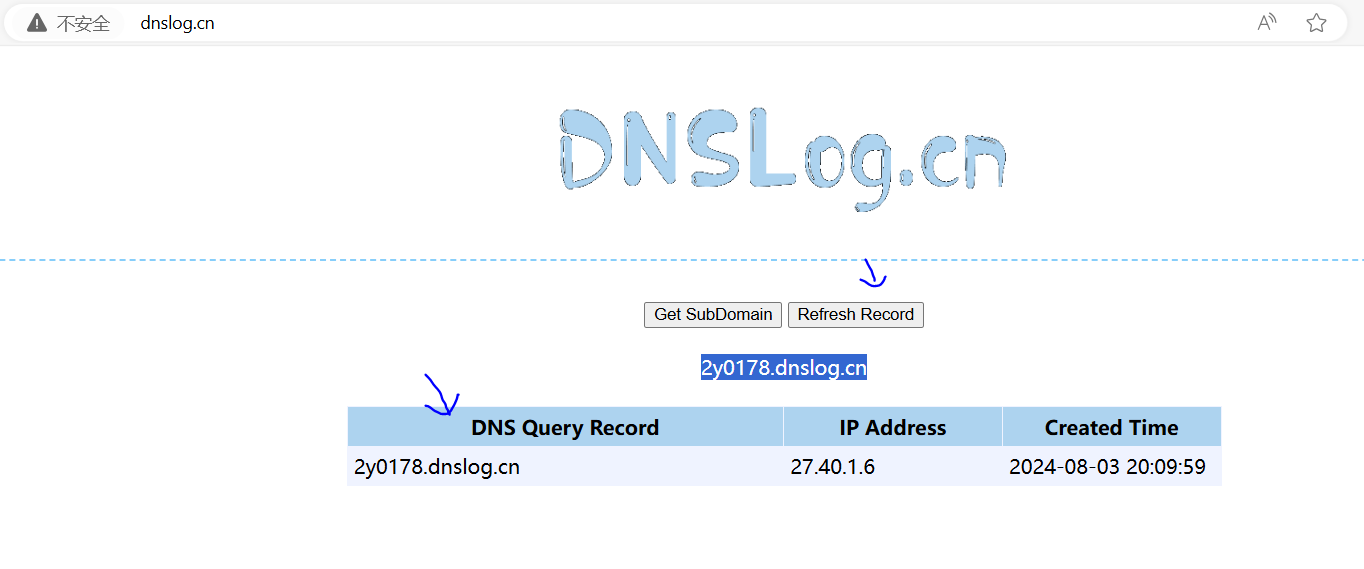 不安全 dnslog.cn A
DNSLog.cn
Get SubDomain Refresh Record
2y0178.dnslog.cn
DNS Query Record IP Address Created Time
2y0178.dnslog.cn 27.40.1.6 2024-08-03 20:09:59